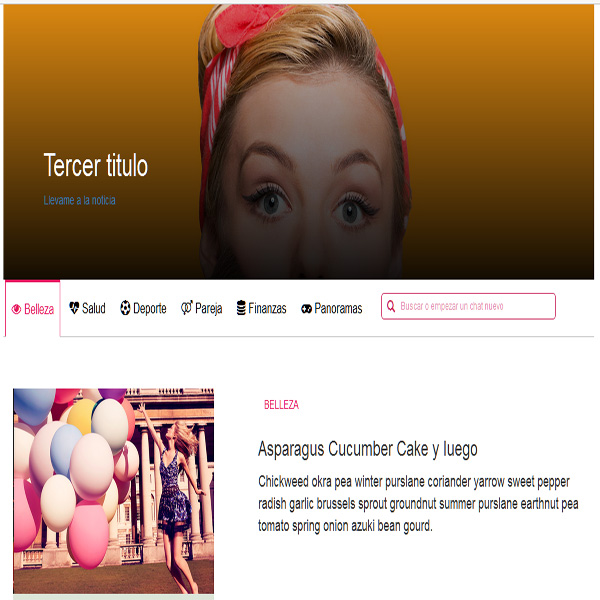 Tercer titulo
Llevame a la noticia
Belleza Salud Deporte Pareja Finanzas Panoramas Buscar o empezar un chat nuevo
BELLEZA
Asparagus Cucumber Cake y luego
Chickweed okra pea winter purslane coriander yarrow sweet pepper
radish garlic brussels sprout groundnut summer purslane earthnut pea
tomato spring onion azuki bean gourd.